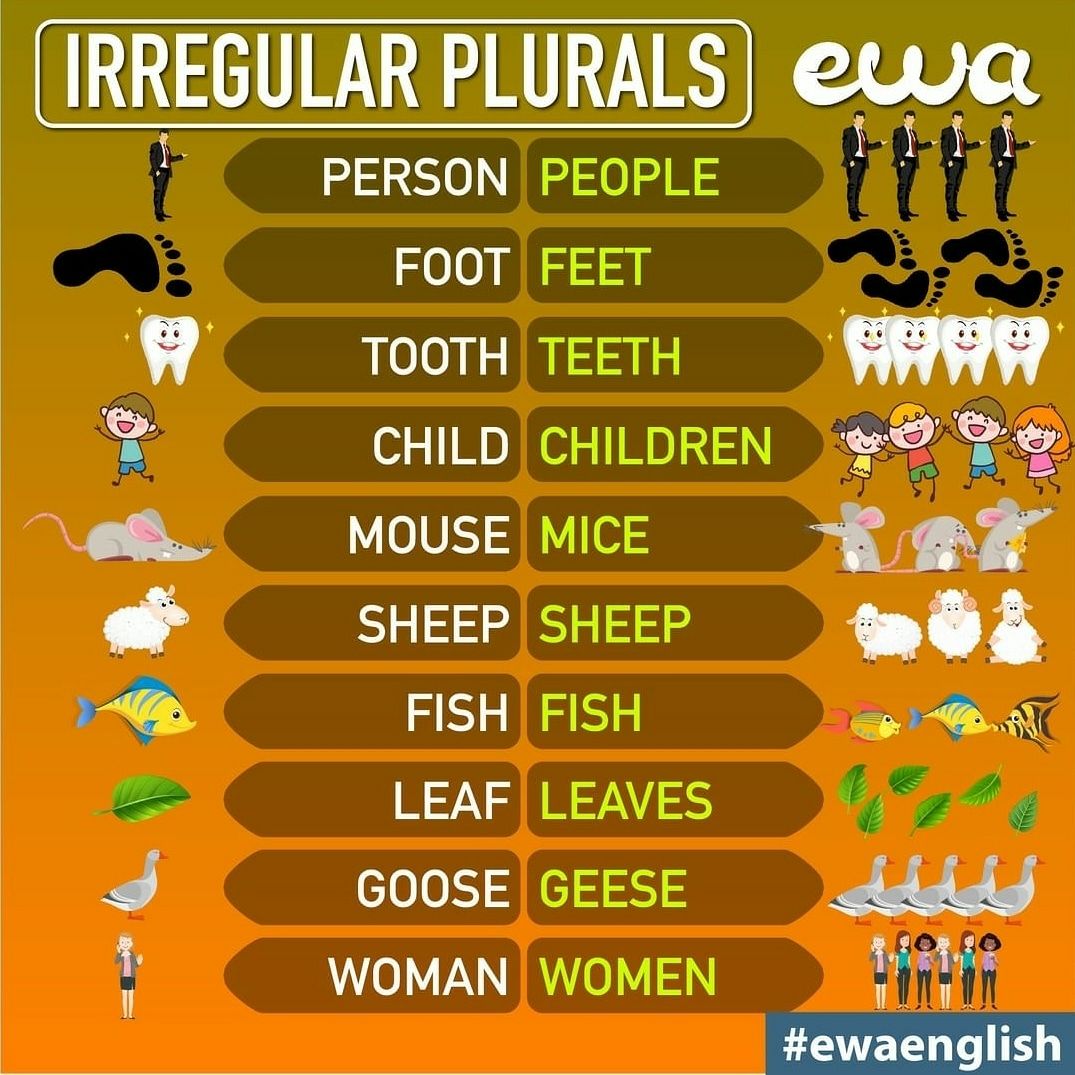 IRREGULAR PLURALS
ewa
PERSON PEOPLE
FOOT FEET
TOOTH TEETH
CHILD CHILDREN
MOUSE MICE
SHEEP SHEEP
FISH FISH
LEAF LEAVES
GOOSE GEESE
WOMAN WOMEN
#ewaenglish